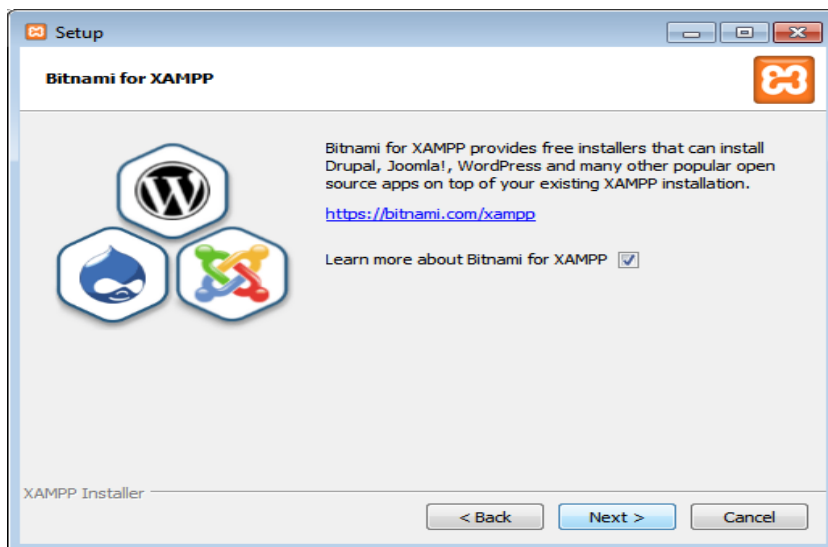 Setup
Bitnami for XAMPP
Bitnami for XAMPP provides free installers that can install
Drupal, Joomla!, WordPress and many other popular open
source apps on top of your existing XAMPP installation.
https://bitnami.com/xampp
Learn more about Bitnami for XAMPP
XAMPP Installer
< Back
Next >
Cancel